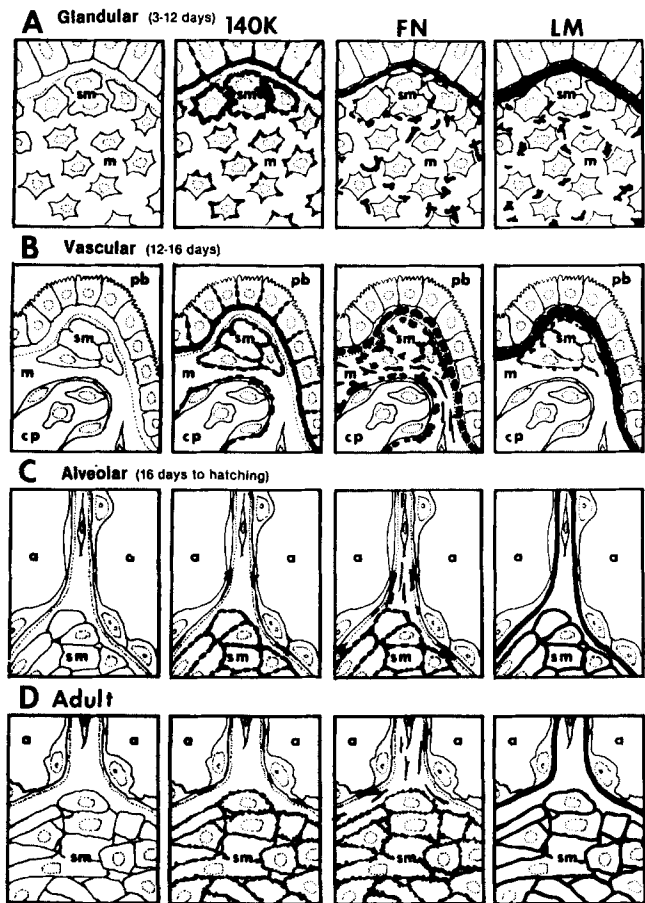 A Glandular (3-12 days) 140K FN LM
sm sm sm sm
m m m
B Vascular (12-16 days)
pb pb pb pb
sm sm sm sm
m m m m
cp cp cp cp
C Alveolar (16 days to hatching)
a a a a a a a a
sm sm sm sm
D Adult
a a a a a a a a
sm sm sm sm